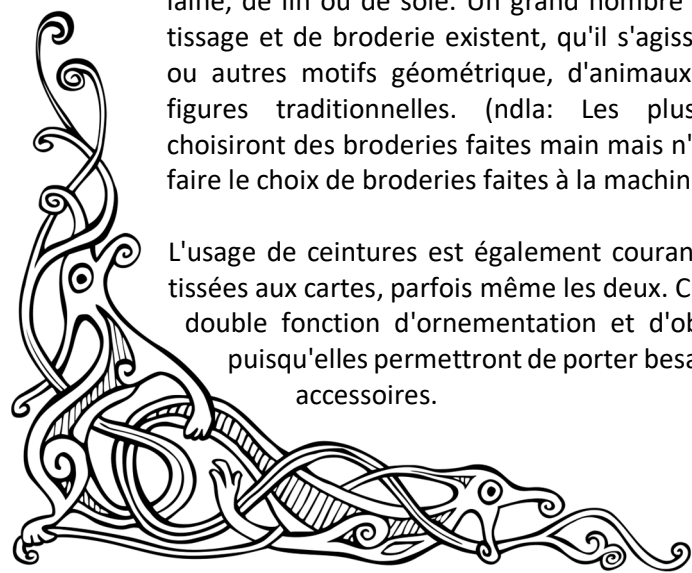 laine, de lin ou de soie. Un grand nombre
tissage et de broderie existent, qu'il s'agiss
ou autres motifs géométrique, d'animaux
figures traditionnelles. (ndla: Les plus
choisiront des broderies faites main mais n'
faire le choix de broderies faites à la machin
L'usage de ceintures est également couran
tissées aux cartes, parfois même les deux. C
double fonction d'ornementation et d'ob
puisqu'elles permettront de porter besa
accessoires.